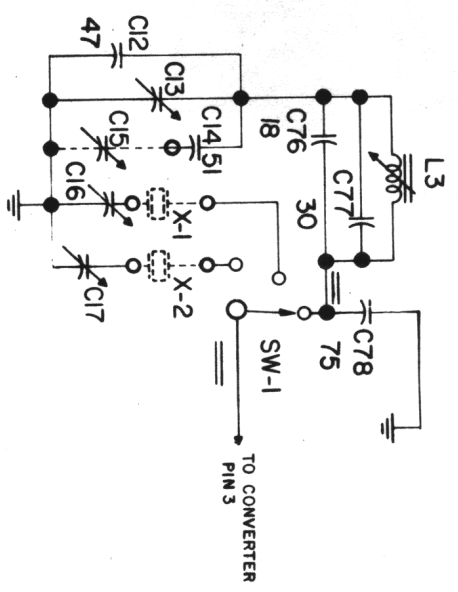 L3
C77
30
C76
18
C78
75
C12
47
C13
C14
51
C15
C16
X-1
X-2
C17
SW-1
TO CONVERTER
PIN 3